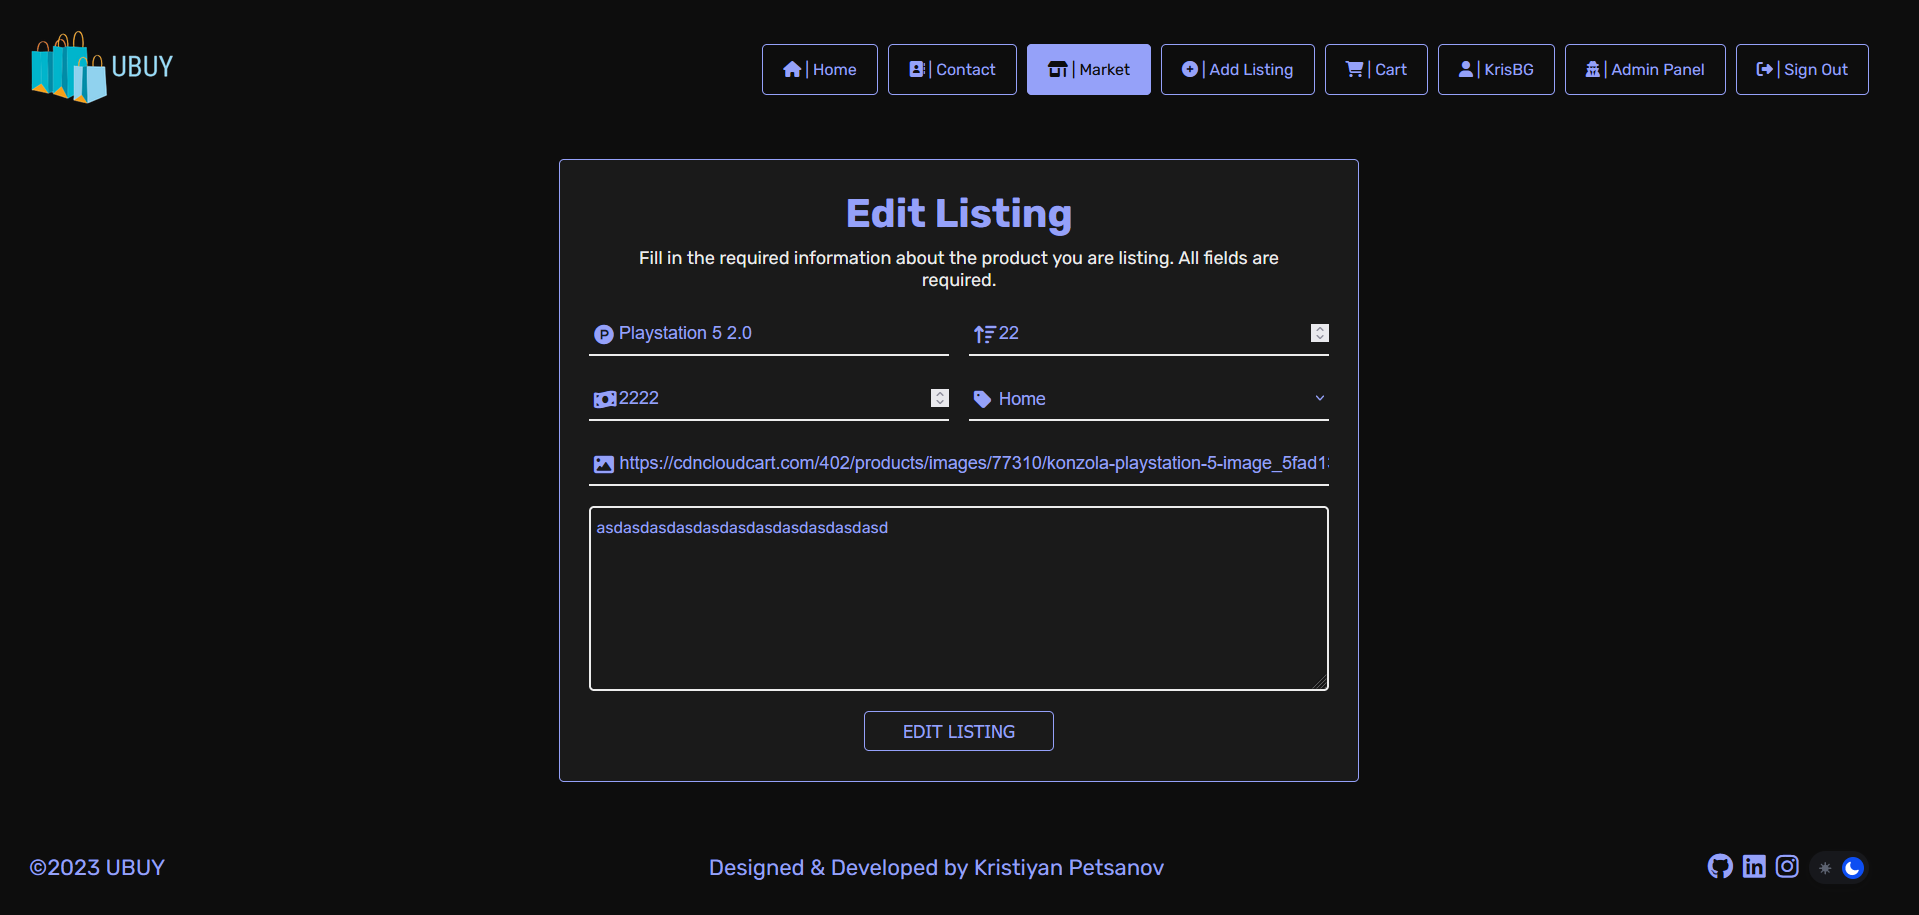 UBUY
| Home
| Contact
| Market
| Add Listing
| Cart
| KrisBG
| Admin Panel
| Sign Out
Edit Listing
Fill in the required information about the product you are listing. All fields are
required.
Playstation 5 2.0
22
2222
Home
https://cdncloudcart.com/402/products/images/77310/konzola-playstation-5-image_5fad1
asdasdasdasdasdasdasdasdasdasdasd
EDIT LISTING
©2023 UBUY
Designed & Developed by Kristiyan Petsanov